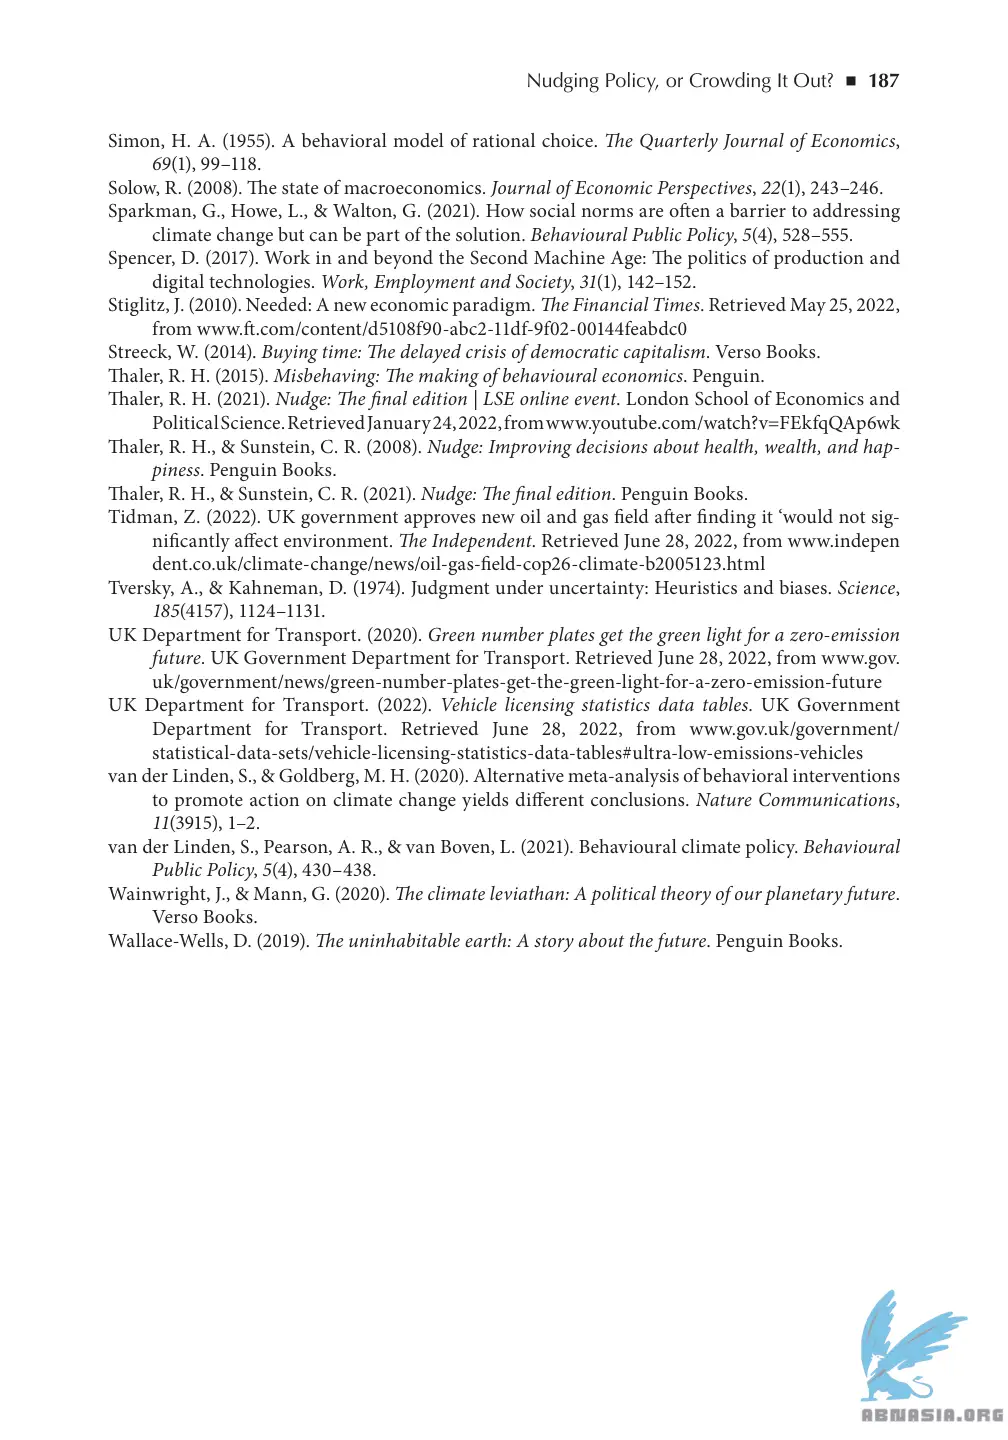 Nudging Policy, or Crowding It Out? ■ 187
Simon, H. A. (1955). A behavioral model of rational choice. The Quarterly Journal of Economics,
69(1), 99–118.
Solow, R. (2008). The state of macroeconomics. Journal of Economic Perspectives, 22(1), 243–246.
Sparkman, G., Howe, L., & Walton, G. (2021). How social norms are often a barrier to addressing
climate change but can be part of the solution. Behavioural Public Policy, 5(4), 528–555.
Spencer, D. (2017). Work in and beyond the Second Machine Age: The politics of production and
digital technologies. Work, Employment and Society, 31(1), 142–152.
Stiglitz, J. (2010). Needed: A new economic paradigm. The Financial Times. Retrieved May 25, 2022,
from www.ft.com/content/d5108f90-abc2-11df-9f02-00144feabdc0
Streeck, W. (2014). Buying time: The delayed crisis of democratic capitalism. Verso Books.
Thaler, R. H. (2015). Misbehaving: The making of behavioural economics. Penguin.
Thaler, R. H. (2021). Nudge: The final edition | LSE online event. London School of Economics and
Political Science. Retrieved January 24, 2022, from www.youtube.com/watch?v=FEkfqQAp6wk
Thaler, R. H., & Sunstein, C. R. (2008). Nudge: Improving decisions about health, wealth, and hap-
piness. Penguin Books.
Thaler, R. H., & Sunstein, C. R. (2021). Nudge: The final edition. Penguin Books.
Tidman, Z. (2022). UK government approves new oil and gas field after finding it ‘would not sig-
nificantly affect environment. The Independent. Retrieved June 28, 2022, from www.indepen
dent.co.uk/climate-change/news/oil-gas-field-cop26-climate-b2005123.html
Tversky, A., & Kahneman, D. (1974). Judgment under uncertainty: Heuristics and biases. Science,
185(4157), 1124–1131.
UK Department for Transport. (2020). Green number plates get the green light for a zero-emission
future. UK Government Department for Transport. Retrieved June 28, 2022, from www.gov.
uk/government/news/green-number-plates-get-the-green-light-for-a-zero-emission-future
UK Department for Transport. (2022). Vehicle licensing statistics data tables. UK Government
Department for Transport. Retrieved June 28, 2022, from www.gov.uk/government/
statistical-data-sets/vehicle-licensing-statistics-data-tables#ultra-low-emissions-vehicles
van der Linden, S., & Goldberg, M. H. (2020). Alternative meta-analysis of behavioral interventions
to promote action on climate change yields different conclusions. Nature Communications,
11(3915), 1–2.
van der Linden, S., Pearson, A. R., & van Boven, L. (2021). Behavioural climate policy. Behavioural
Public Policy, 5(4), 430–438.
Wainwright, J., & Mann, G. (2020). The climate leviathan: A political theory of our planetary future.
Verso Books.
Wallace-Wells, D. (2019). The uninhabitable earth: A story about the future. Penguin Books.
ABNASIA.ORG